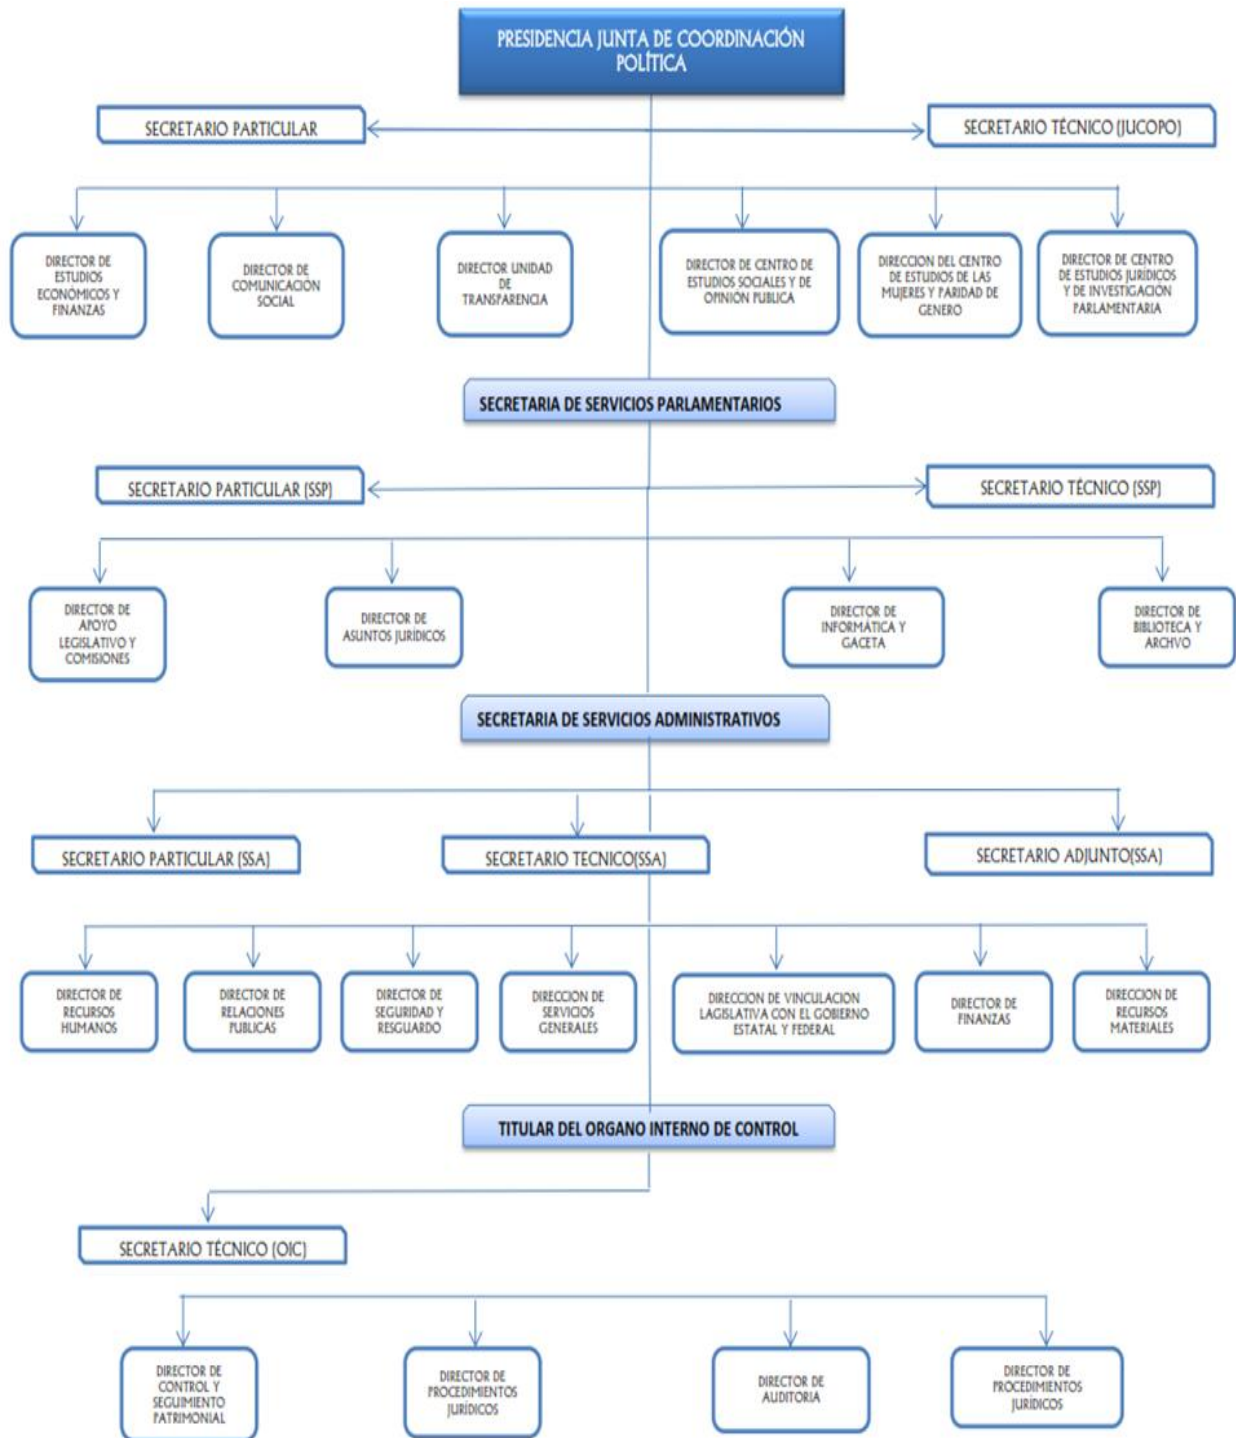 PRESIDENCIA JUNTA DE COORDINACIÓN
POLÍTICA
SECRETARIO PARTICULAR
SECRETARIO TÉCNICO (JUCOPO)
DIRECTOR DE
ESTUDIOS
ECONÓMICOS Y
FINANZAS
DIRECTOR DE
COMUNICACIÓN
SOCIAL
DIRECTOR UNIDAD
DE
TRANSPARENCIA
DIRECTOR DE CENTRO DE
ESTUDIOS SOCIALES Y DE
OPINIÓN PUBLICA
DIRECCION DEL CENTRO
DE ESTUDIOS DE LAS
MUJERES Y PARIDAD DE
GENERO
DIRECTOR DE CENTRO
DE ESTUDIOS JURÍDICOS
Y DE INVESTIGACIÓN
PARLAMENTARIA
SECRETARIA DE SERVICIOS PARLAMENTARIOS
SECRETARIO PARTICULAR (SSP)
SECRETARIO TÉCNICO (SSP)
DIRECTOR DE
APOYO
LEGISLATIVO Y
COMISIONES
DIRECTOR DE
ASUNTOS JURÍDICOS
DIRECTOR DE
INFORMÁTICA Y
GACETA
DIRECTOR DE
BIBLIOTECA Y
ARCHVO
SECRETARIA DE SERVICIOS ADMINISTRATIVOS
SECRETARIO PARTICULAR (SSA)
SECRETARIO TECNICO(SSA)
SECRETARIO ADJUNTO(SSA)
DIRECTOR DE
RECURSOS
HUMANOS
DIRECTOR DE
RELACIONES
PUBLICAS
DIRECTOR DE
SEGURIDAD Y
RESGUARDO
DIRECCIÓN DE
SERVICIOS
GENERALES
DIRECCION DE VINCULACIÓN
LAGISLATIVA CON EL GOBIERNO
ESTATAL Y FEDERAL
DIRECTOR DE
FINANZAS
DIRECCIÓN DE
RECURSOS
MATERIALES
TITULAR DEL ORGANO INTERNO DE CONTROL
SECRETARIO TÉCNICO (OIC)
DIRECTOR DE
CONTROL Y
SEGUIMIENTO
PATRIMONIAL
DIRECTOR DE
PROCEDIMIENTOS
JURÍDICOS
DIRECTOR DE
AUDITORIA
DIRECTOR DE
PROCEDIMIENTOS
JURÍDICOS